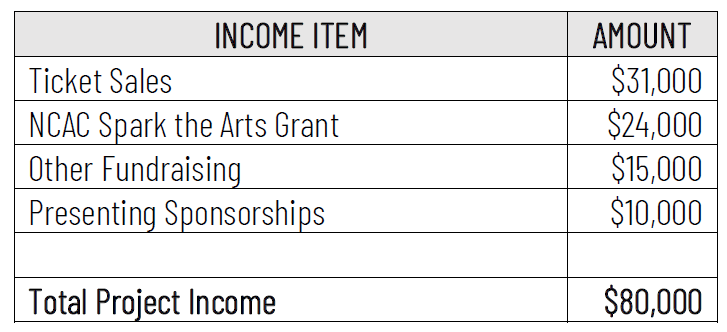 INCOME ITEM AMOUNT
Ticket Sales $31,000
NCAC Spark the Arts Grant $24,000
Other Fundraising $15,000
Presenting Sponsorships $10,000
Total Project Income $80,000